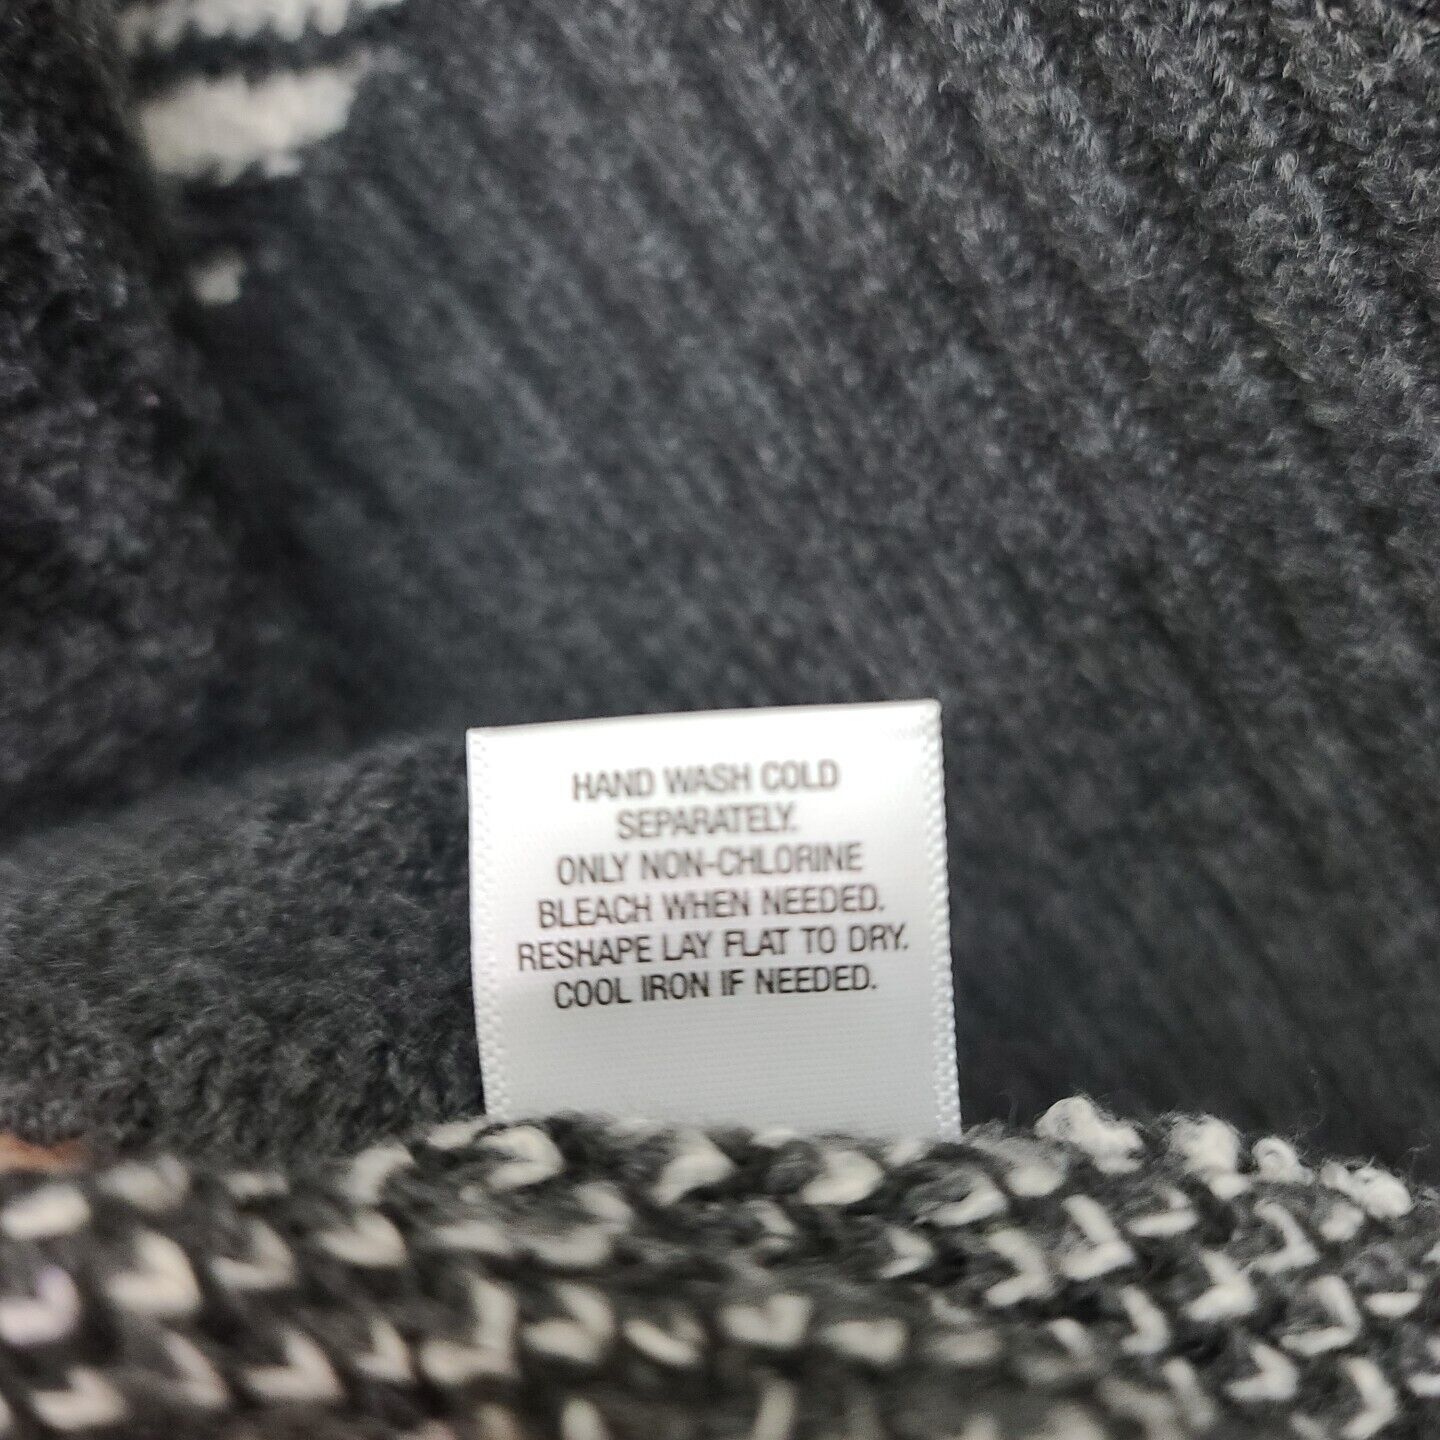 HAND WASH COLD
SEPARATELY.
ONLY NON-CHLORINE
BLEACH WHEN NEEDED.
RESHAPE LAY FLAT TO DRY.
COOL IRON IF NEEDED.